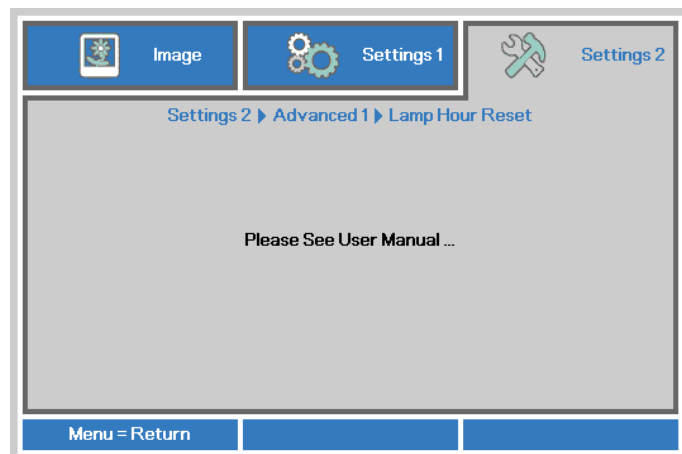 Image
Settings 1
Settings 2
Settings 2 ▶ Advanced 1 ▶ Lamp Hour Reset
Please See User Manual ...
Menu = Return